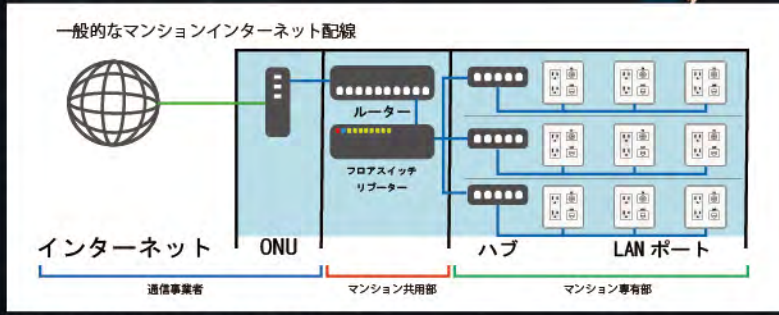 一般的なマンションインターネット配線
ルーター
フロアスイッチ
リブーター
インターネット
ONU
ハブ
LAN ポート
通信事業者
マンション共用部
マンション専有部